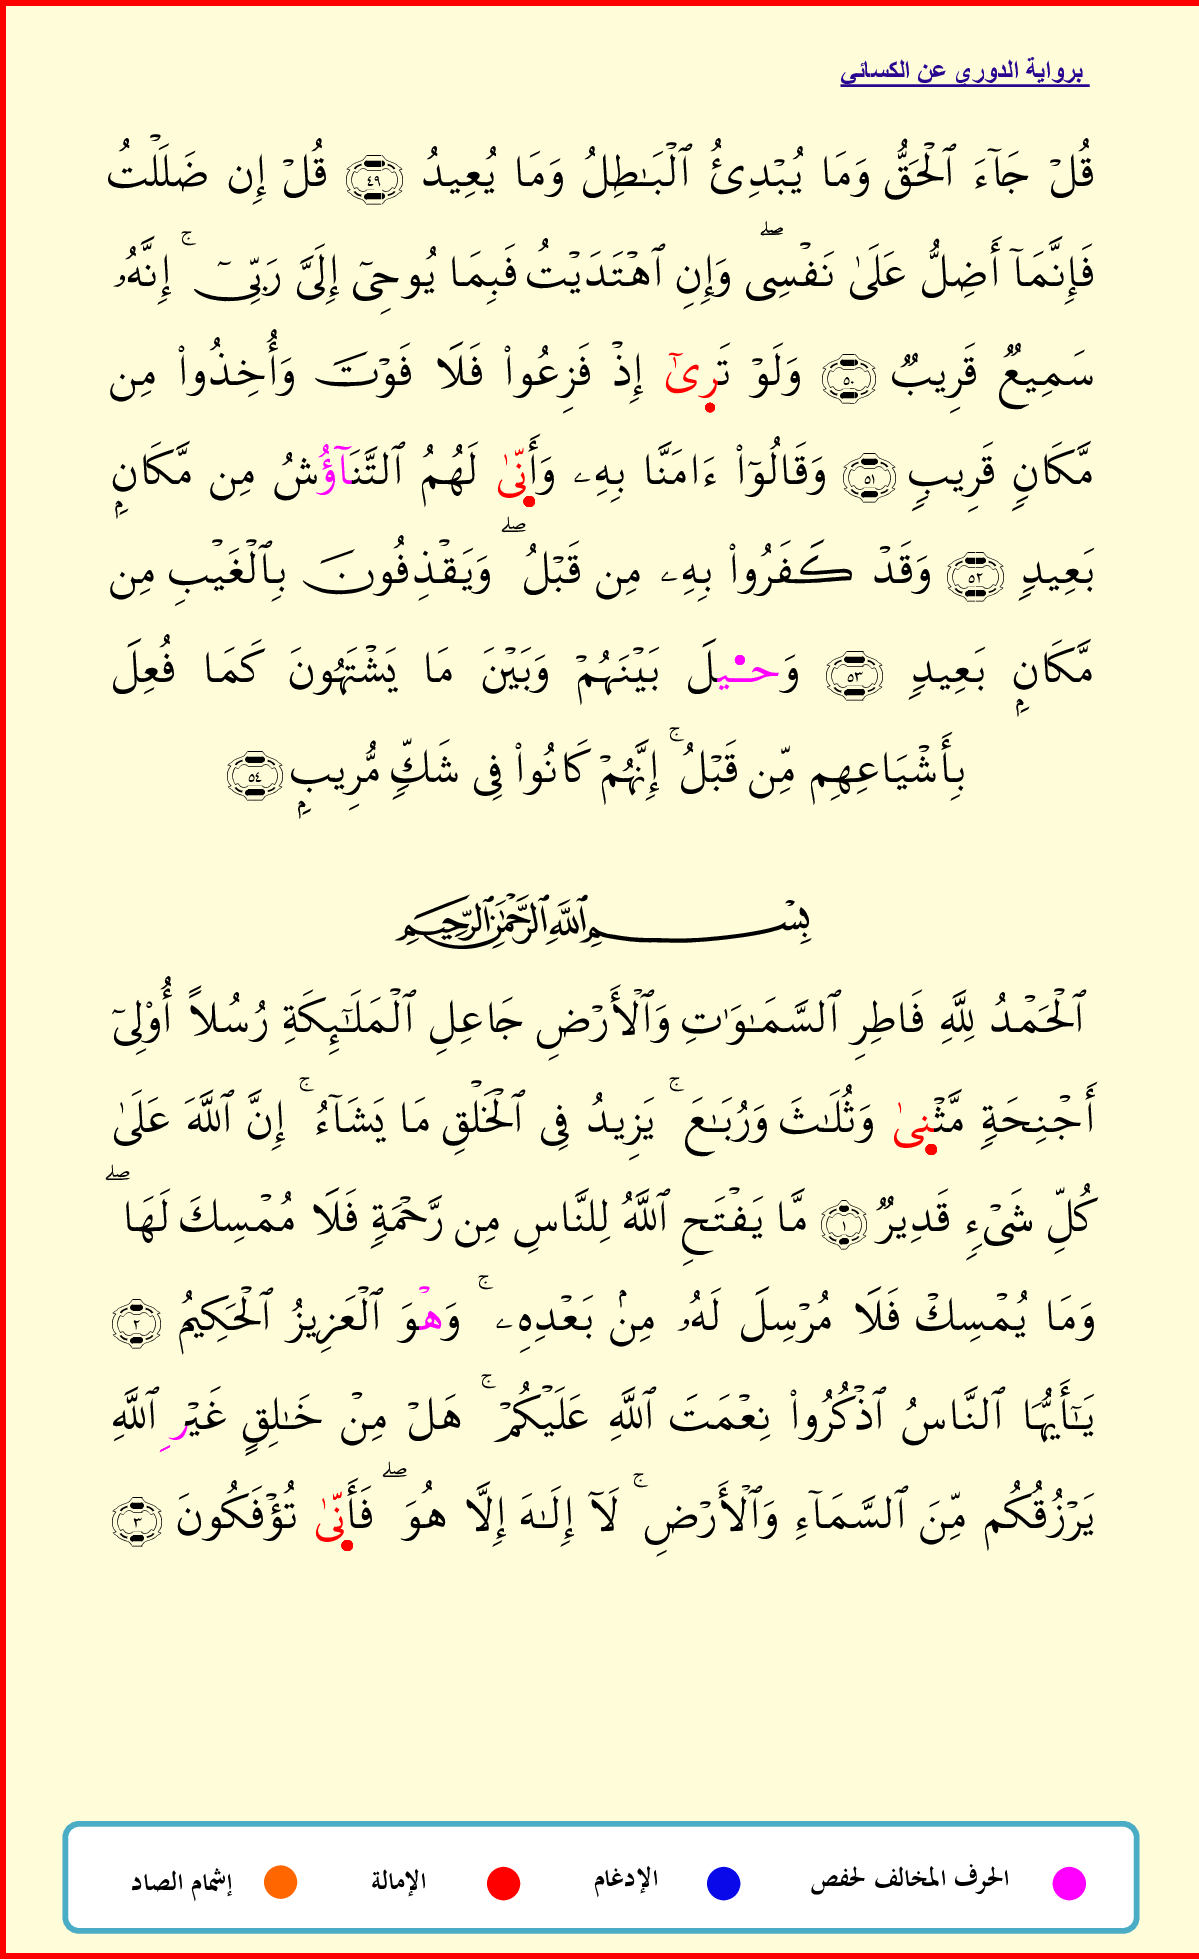 برواية الدوري عن الكسائي
قُلۡ جَآءَ ٱلۡحَقُّ وَمَا يُبۡدِئُ ٱلۡبَـٰطِلُ وَمَا يُعِيدُ ٤٩ قُلۡ إِن ضَلَلۡتُ
فَإِنَّمَآ أَضِلُّ عَلَىٰ نَفۡسِیۖ وَإِنِ ٱهۡتَدَيۡتُ فَبِمَا يُوحِیٓ إِلَیَّ رَبِّیٓۚ إِنَّهُۥ
سَمِيعٌ قَرِيبٌ ٥٠ وَلَوۡ تَرِىٰٓ إِذۡ فَزِعُوا۟ فَلَا فَوۡتَ وَأُخِذُوا۟ مِن
مَّكَانٍ قَرِيبٍ ٥١ وَقَالُوٓا۟ ءَامَنَّا بِهِۦ وَأَنِّىٰ لَهُمُ ٱلتَّنَآؤُشُ مِن مَّكَانِۭ
بَعِيدٍ ٥٢ وَقَدۡ كَفَرُوا۟ بِهِۦ مِن قَبۡلُۖ وَيَقۡذِفُونَ بِٱلۡغَيۡبِ مِن
مَّكَانِۭ بَعِيدٍ ٥٣ وَحـيلَ بَيۡنَهُمۡ وَبَيۡنَ مَا يَشۡتَهُونَ كَمَا فُعِلَ
بِأَشۡيَاعِهِم مِّن قَبۡلُۚ إِنَّهُمۡ كَانُوا۟ فِی شَكٍّ مُّرِيبِۭ ٥٤
بِسۡمِ ٱللَّهِ ٱلرَّحۡمَـٰنِ ٱلرَّحِيمِ
ٱلۡحَمۡدُ لِلَّهِ فَاطِرِ ٱلسَّمَـٰوَٰتِ وَٱلۡأَرۡضِ جَاعِلِ ٱلۡمَلَـٰٓئِكَةِ رُسُلاً أُو۟لِیٓ
أَجۡنِحَةٍ مَّثۡنِىٰ وَثُلَـٰثَ وَرُبَـٰعَۚ يَزِيدُ فِی ٱلۡخَلۡقِ مَا يَشَآءُۚ إِنَّ ٱللَّهَ عَلَىٰ
كُلِّ شَیۡءٍ قَدِيرٌ ١ مَّا يَفۡتَحِ ٱللَّهُ لِلنَّاسِ مِن رَّحۡمَةٍ فَلَا مُمۡسِكَ لَهَاۖ
وَمَا يُمۡسِكۡ فَلَا مُرۡسِلَ لَهُۥ مِنۢ بَعۡدِهِۦۚ وَهۡوَ ٱلۡعَزِيزُ ٱلۡحَكِيمُ ٢
يَـٰٓأَيُّهَا ٱلنَّاسُ ٱذۡكُرُوا۟ نِعۡمَتَ ٱللَّهِ عَلَيۡكُمۡۚ هَلۡ مِنۡ خَـٰلِقٍ غَيۡرِ ٱللَّهِ
يَرۡزُقُكُم مِّنَ ٱلسَّمَآءِ وَٱلۡأَرۡضِۚ لَآ إِلَـٰهَ إِلَّا هُوَۖ فَأَنِّىٰ تُؤۡفَكُونَ ٣
الحرف المخالف لحفص الإدغام الإمالة إشمام الصاد